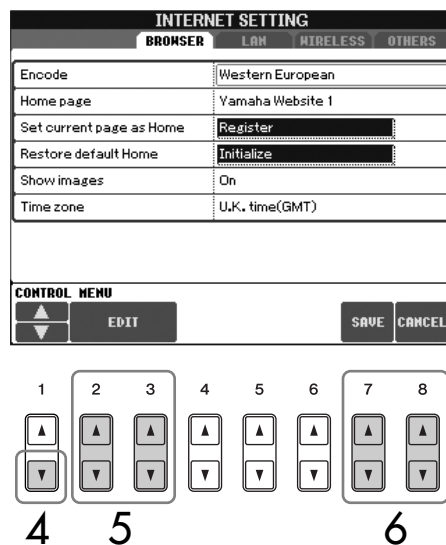 INTERNET SETTING
BROWSER LAN WIRELESS OTHERS
Encode Western European
Home page Yamaha Website 1
Set current page as Home Register
Restore default Home Initialize
Show images On
Time zone U.K. time(GMT)
CONTROL MENU
EDIT SAVE CANCEL
1 2 3 4 5 6 7 8
4 5 6